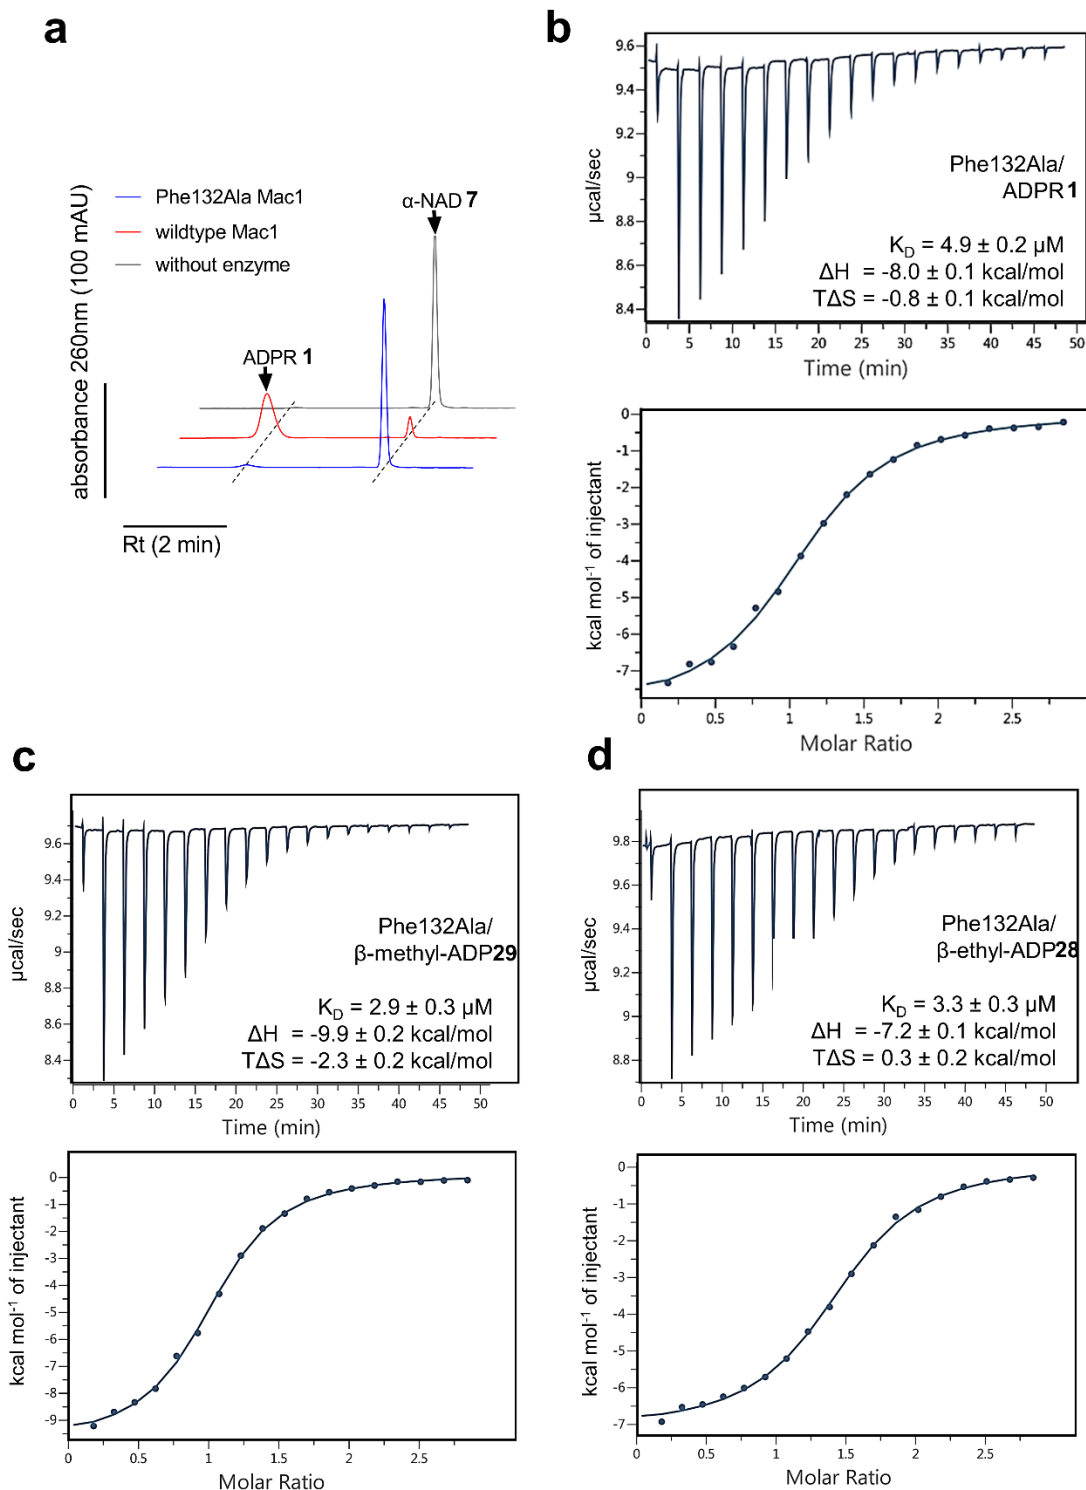 a
Phe132Ala Mac1
wildtype Mac1
without enzyme
α-NAD 7
ADPR 1
absorbance 260nm (100 mAU)
Rt (2 min)
b
9.6
9.4
9.2
9
8.8
8.6
8.4
µcal/sec
Phe132Ala/
ADPR1
K_D = 4.9 ± 0.2 µM
ΔH = -8.0 ± 0.1 kcal/mol
TΔS = -0.8 ± 0.1 kcal/mol
0 5 10 15 20 25 30 35 40 45 50
Time (min)
0
-1
-2
-3
-4
-5
-6
-7
kcal mol⁻¹ of injectant
0 0.5 1 1.5 2 2.5
Molar Ratio
c
9.6
9.4
9.2
9
8.8
8.6
8.4
µcal/sec
Phe132Ala/
β-methyl-ADP29
K_D = 2.9 ± 0.3 µM
ΔH = -9.9 ± 0.2 kcal/mol
TΔS = -2.3 ± 0.2 kcal/mol
0 5 10 15 20 25 30 35 40 45 50
Time (min)
0
-1
-2
-3
-4
-5
-6
-7
-8
-9
kcal mol⁻¹ of injectant
0 0.5 1 1.5 2 2.5
Molar Ratio
d
9.8
9.6
9.4
9.2
9
8.8
µcal/sec
Phe132Ala/
β-ethyl-ADP28
K_D = 3.3 ± 0.3 µM
ΔH = -7.2 ± 0.1 kcal/mol
TΔS = 0.3 ± 0.2 kcal/mol
0 5 10 15 20 25 30 35 40 45 50
Time (min)
0
-1
-2
-3
-4
-5
-6
-7
kcal mol⁻¹ of injectant
0 0.5 1 1.5 2 2.5
Molar Ratio